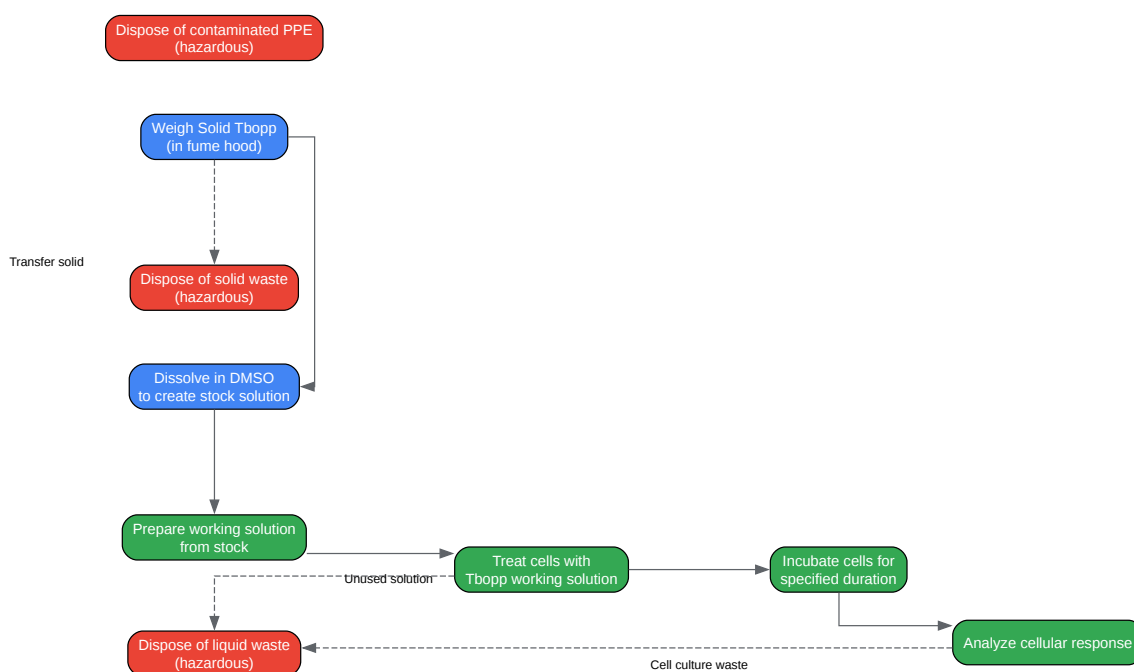 Dispose of contaminated PPE
(hazardous)
Weigh Solid Tbopp
(in fume hood)
Transfer solid
Dispose of solid waste
(hazardous)
Dissolve in DMSO
to create stock solution
Prepare working solution
from stock
Treat cells with
Tbopp working solution
Incubate cells for
specified duration
Unused solution
Dispose of liquid waste
(hazardous)
Analyze cellular response
Cell culture waste